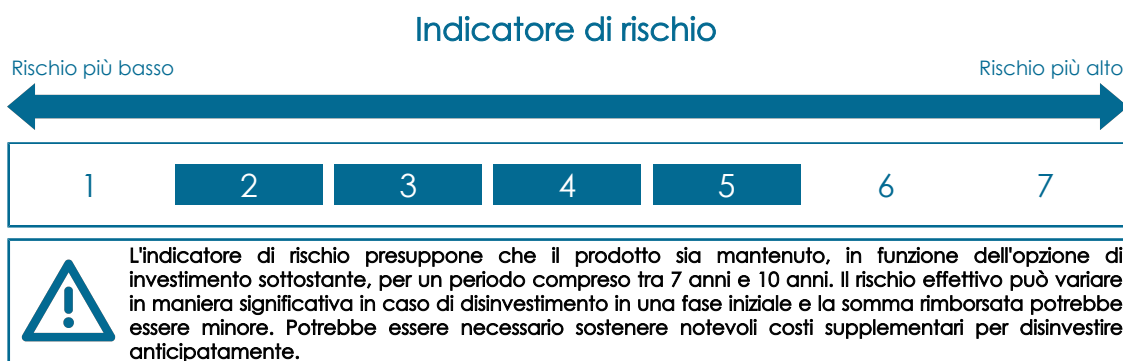 Indicatore di rischio
Rischio più basso
Rischio più alto
1 2 3 4 5 6 7
L'indicatore di rischio presuppone che il prodotto sia mantenuto, in funzione dell'opzione di
investimento sottostante, per un periodo compreso tra 7 anni e 10 anni. Il rischio effettivo può variare
in maniera significativa in caso di disinvestimento in una fase iniziale e la somma rimborsata potrebbe
essere minore. Potrebbe essere necessario sostenere notevoli costi supplementari per disinvestire
anticipatamente.